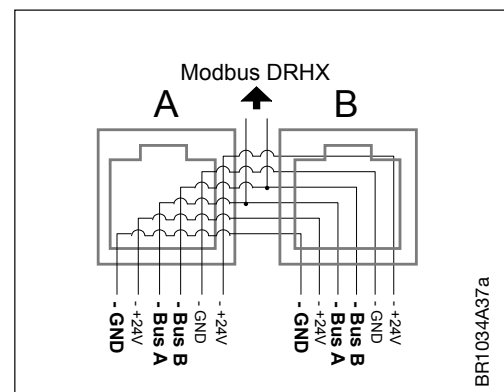 Modbus DRHX
A B
- GND
- +24V
- Bus A
- Bus B
- GND
- +24V
- GND
- +24V
- Bus A
- Bus B
- GND
- +24V
BR1034A37a